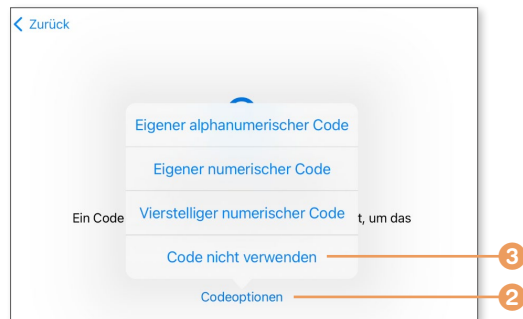 Zurück
Eigener alphanumerischer Code
Eigener numerischer Code
Ein Code Vierstelliger numerischer Code t, um das
Code nicht verwenden 3
Codeoptionen 2